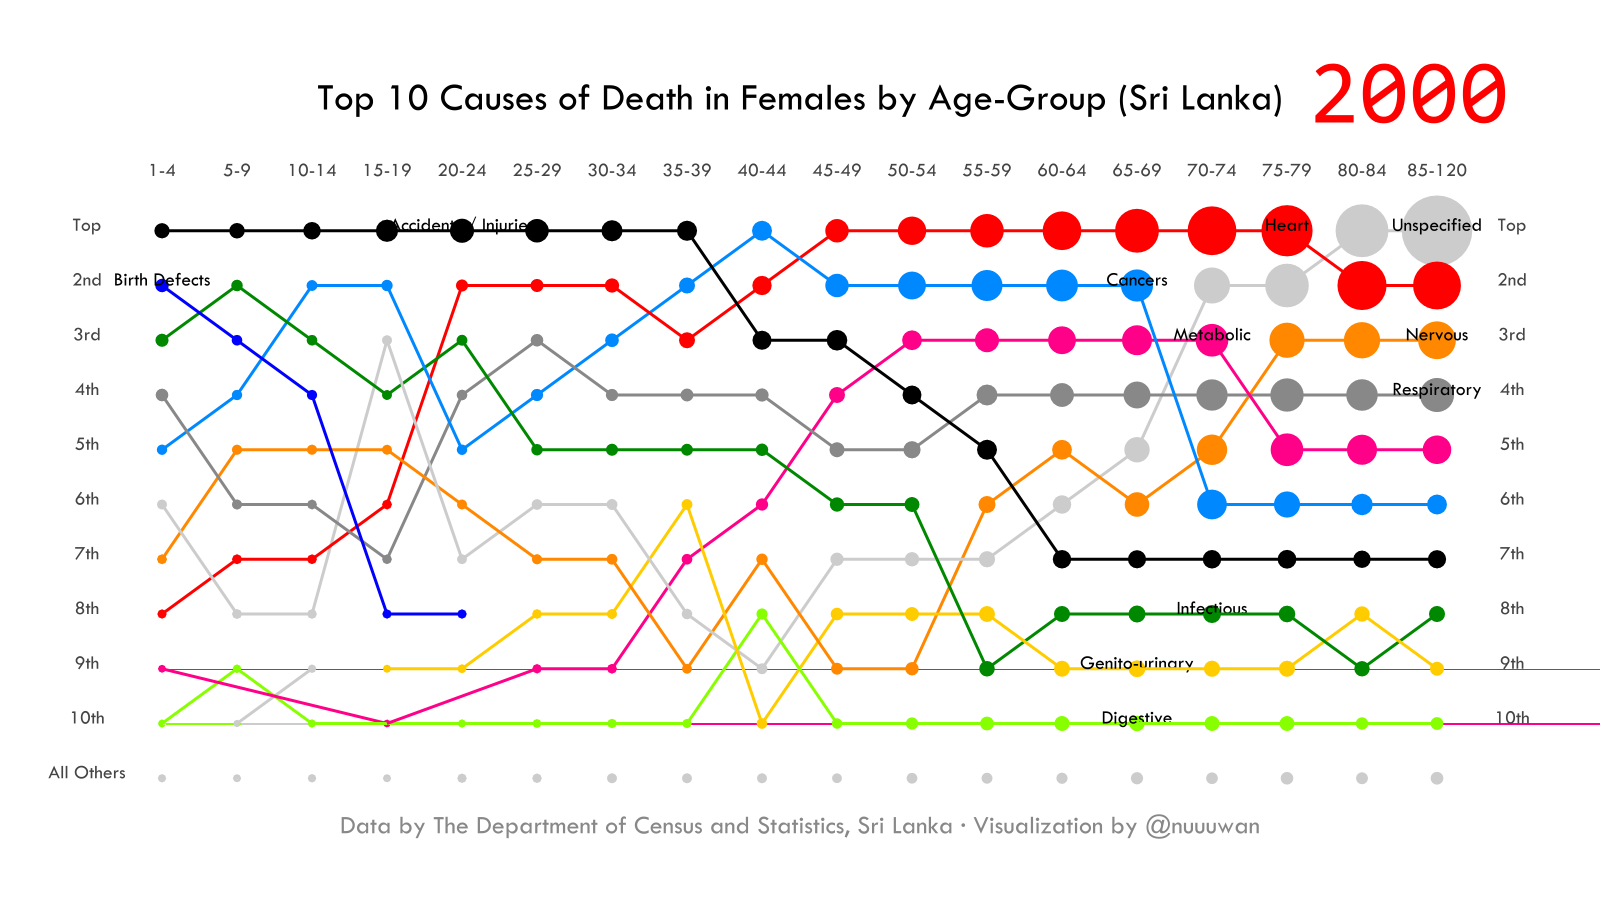 Top 10 Causes of Death in Females by Age-Group (Sri Lanka) 2000
1-4 5-9 10-14 15-19 20-24 25-29 30-34 35-39 40-44 45-49 50-54 55-59 60-64 65-69 70-74 75-79 80-84 85-120
Top Accidents / Injuries Heart Unspecified Top
2nd Birth Defects Cancers 2nd
3rd Metabolic Nervous 3rd
4th Respiratory 4th
5th 5th
6th 6th
7th 7th
8th Infectious 8th
9th Genito-urinary 9th
10th Digestive 10th
All Others
Data by The Department of Census and Statistics, Sri Lanka · Visualization by @nuuuwan